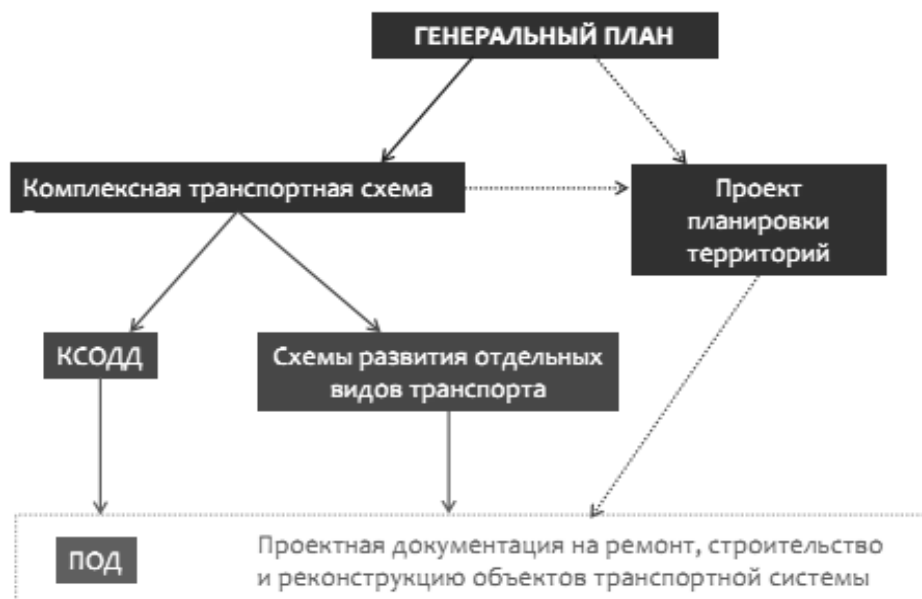 ГЕНЕРАЛЬНЫЙ ПЛАН
Комплексная транспортная схема
Проект
планировки
территорий
КСОДД
Схемы развития отдельных
видов транспорта
ПОД
Проектная документация на ремонт, строительство
и реконструкцию объектов транспортной системы